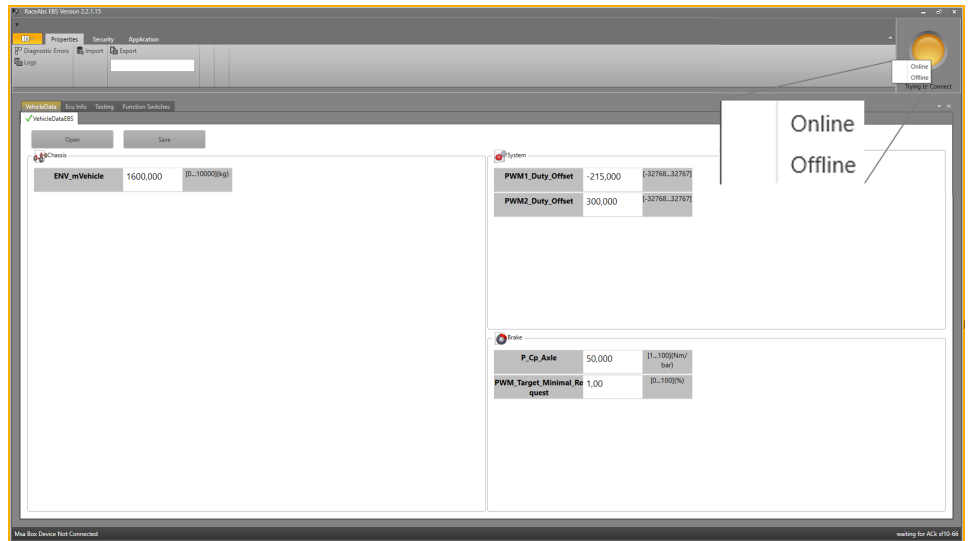 RaceAbs EBS Version 2.2.1.15
Properties Security Application
Diagnostic Errors Import Export
Logs
Online
Offline
Trying to Connect
Online
Offline
VehicleData Ecu Info Testing Function Switches
VehicleDataEBS
Open Save
Chassis
ENV_mVehicle 1600,000 [0...10000](kg)
System
PWM1_Duty_Offset -215,000 [-32768...32767]
PWM2_Duty_Offset 300,000 [-32768...32767]
Brake
P_Cp_Axle 50,000 [1...100](Nm/
bar)
PWM_Target_Minimal_Re 1,00 [0...100](%)
quest
Msa Box Device Not Connected
waiting for ACk sf10-66